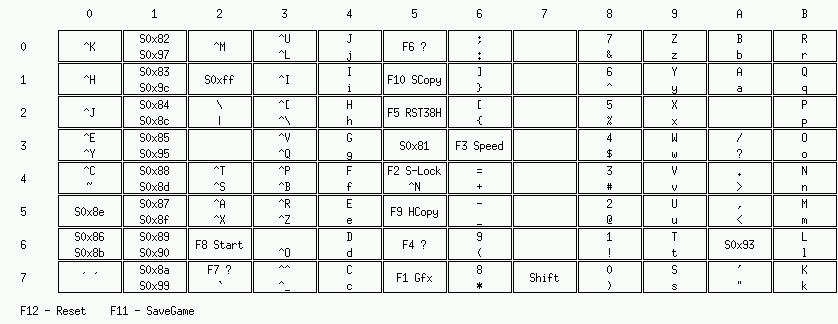 0 1 2 3 4 5 6 7 8 9 A B
S0x82 ^U J ; 7 Z B R
0 ^K ^M F6 ?
S0x97 ^L j : & z b r
S0x83 I ] 6 Y A Q
1 ^H S0xff ^I F10 SCopy
S0x9c i } ^ y a q
S0x84 \ ^[ H [ 5 X P
2 ^J F5 RST38H
S0x8c | ^\ h { % x p
^E S0x85 ^V G 4 W / O
3 S0x81 F3 Speed
^Y S0x95 ^Q g $ w ? o
^C S0x88 ^T ^P F F2 S-Lock = 3 V . N
4
~ S0x8d ^S ^B f ^N + # v > n
S0x87 ^A ^R E - 2 U , M
5 S0x8e F9 HCopy
S0x8f ^X ^Z e _ @ u < m
S0x86 S0x89 D 9 1 T L
6 F8 Start F4 ? S0x93
S0x8b S0x90 ^O d ( ! t l
S0x8a F7 ? ^^ C 8 0 S ' K
7 ' ' F1 Gfx Shift
S0x99 ` ^_ c * ) s " k
F12 - Reset F11 - SaveGame